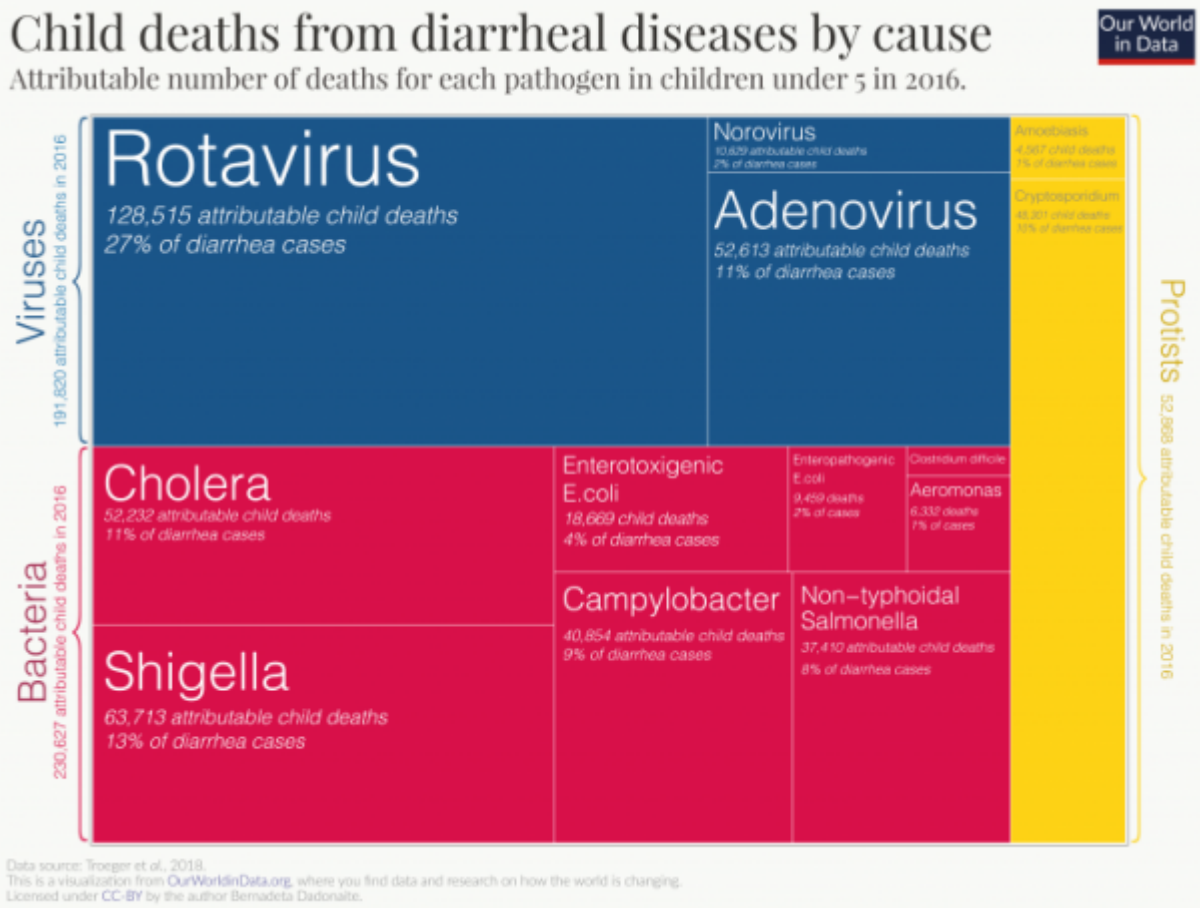 Child deaths from diarrheal diseases by cause
Attributable number of deaths for each pathogen in children under 5 in 2016.
Our World
in Data
Viruses
191,820 attributable child deaths in 2016
Rotavirus
128,515 attributable child deaths
27% of diarrhea cases
Norovirus
10,629 attributable child deaths
2% of diarrhea cases
Adenovirus
52,613 attributable child deaths
11% of diarrhea cases
Amoebiasis
4,567 child deaths
1% of diarrhea cases
Cryptosporidium
48,301 child deaths
10% of diarrhea cases
Protists
52,868 attributable child deaths in 2016
Bacteria
230,627 attributable child deaths in 2016
Cholera
52,232 attributable child deaths
11% of diarrhea cases
Shigella
63,713 attributable child deaths
13% of diarrhea cases
Enterotoxigenic
E.coli
18,669 child deaths
4% of diarrhea cases
Enteropathogenic
E.coli
9,459 deaths
2% of cases
Clostridium difficile
Aeromonas
6,332 deaths
1% of cases
Campylobacter
40,854 attributable child deaths
9% of diarrhea cases
Non-typhoidal
Salmonella
37,410 attributable child deaths
8% of diarrhea cases
Data source: Troeger et al., 2018.
This is a visualization from OurWorldinData.org, where you find data and research on how the world is changing.
Licensed under CC-BY by the author Bernadeta Dadonaite.